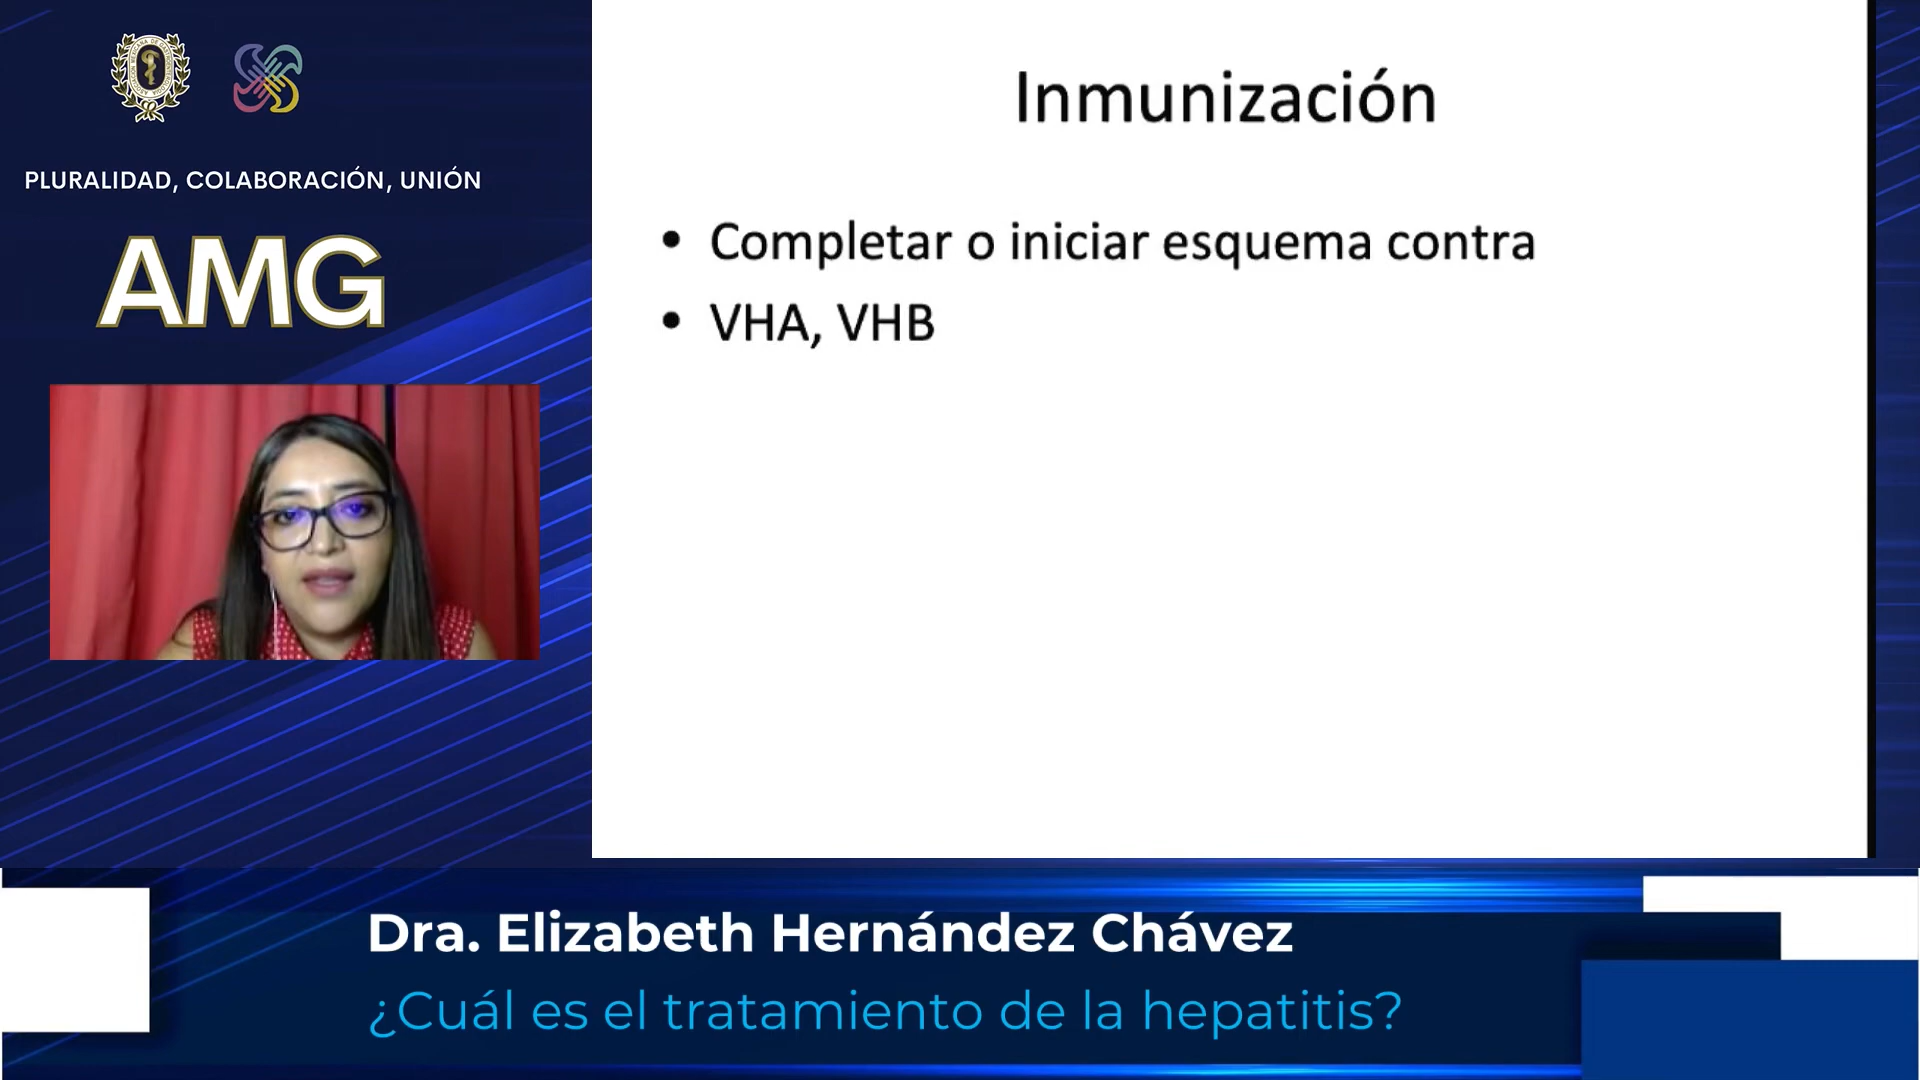 PLURALIDAD, COLABORACIÓN, UNIÓN
AMG
Inmunización
• Completar o iniciar esquema contra
• VHA, VHB
Dra. Elizabeth Hernández Chávez
¿Cuál es el tratamiento de la hepatitis?